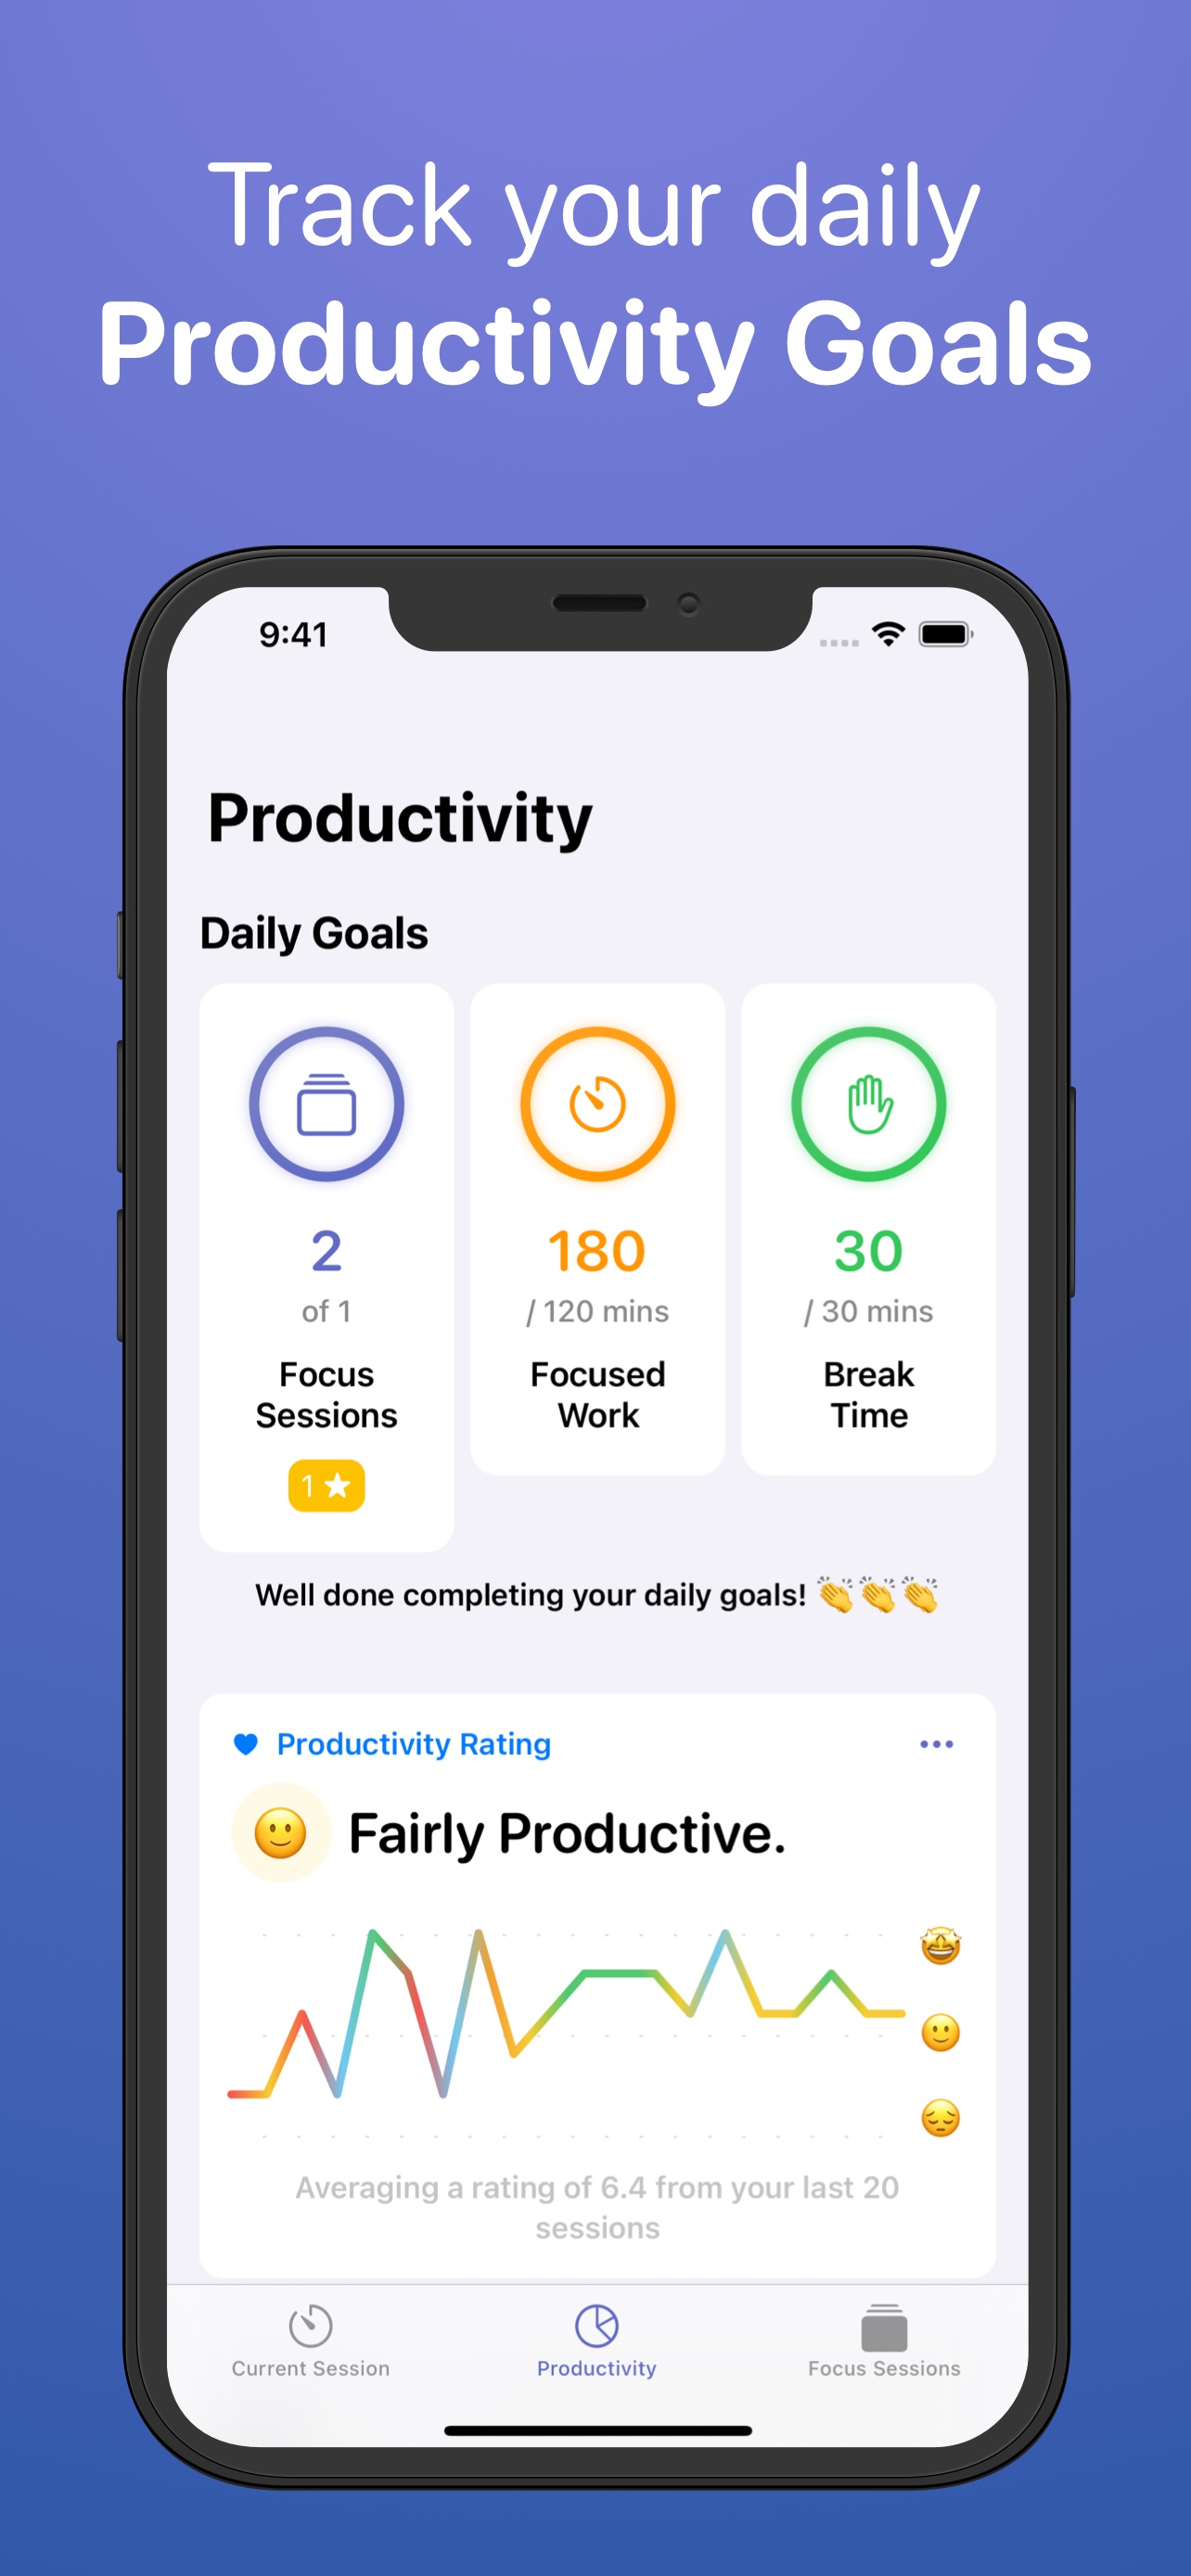 Track your daily
Productivity Goals
9:41
Productivity
Daily Goals
2
of 1
Focus
Sessions
1 ★
180
/ 120 mins
Focused
Work
30
/ 30 mins
Break
Time
Well done completing your daily goals! 👏👏👏
Productivity Rating
Fairly Productive.
Averaging a rating of 6.4 from your last 20
sessions
Current Session
Productivity
Focus Sessions